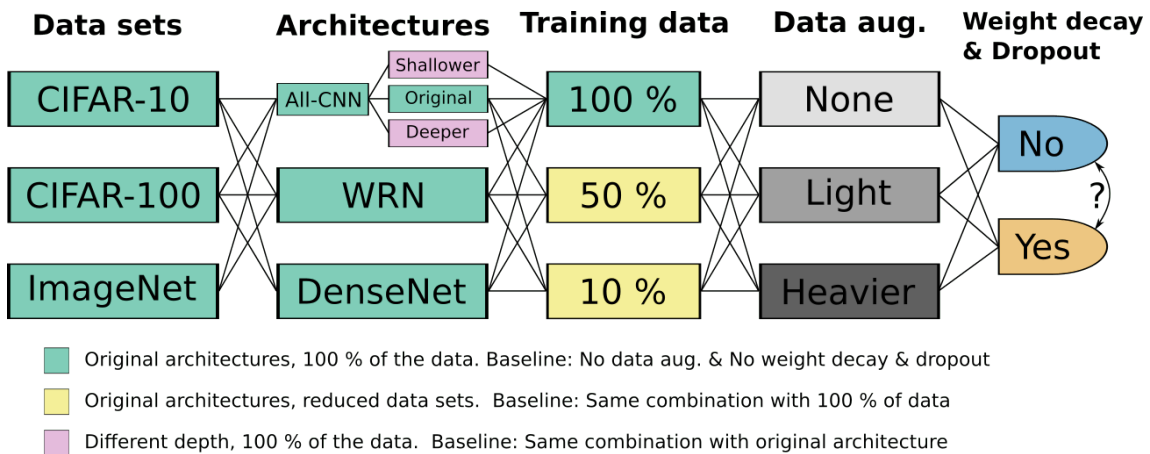 Data sets
Architectures
Training data
Data aug.
Weight decay
& Dropout
CIFAR-10
CIFAR-100
ImageNet
All-CNN
Shallower
Original
Deeper
WRN
DenseNet
100 %
50 %
10 %
None
Light
Heavier
No
?
Yes
Original architectures, 100 % of the data. Baseline: No data aug. & No weight decay & dropout
Original architectures, reduced data sets.  Baseline: Same combination with 100 % of data
Different depth, 100 % of the data.  Baseline: Same combination with original architecture